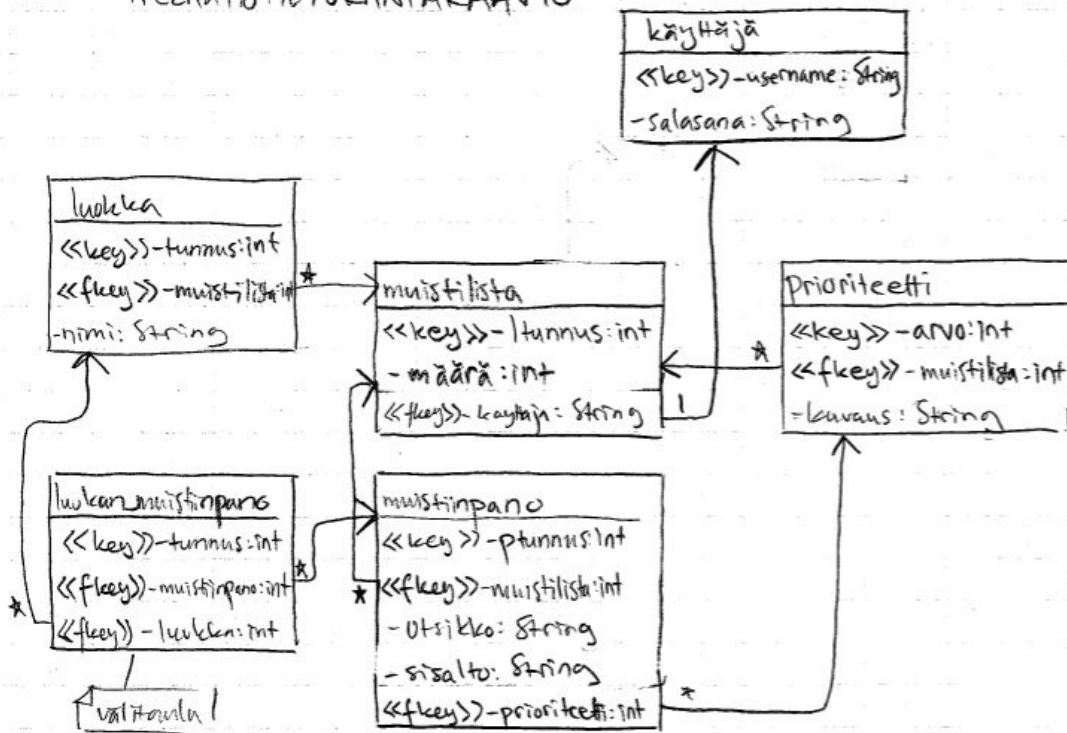 käyttäjä
<<key>>-username: String
-salasana: String
luokka
<<key>>-tunnus:int
<<fkey>>-muistilista:int
-nimi: String
*
muistilista
<<key>>-ltunnus:int
-määrä:int
<<fkey>>-kaytaja: String
1
prioriteetti
<<key>>-arvo:int
<<fkey>>-muistilista:int
-kuvaus: String
*
luokan_muistiinpano
<<key>>-tunnus:int
<<fkey>>-muistiinpano:int
<<fkey>>-luokka:int
*
*
muistiinpano
<<key>>-ptunnus:int
<<fkey>>-muistilista:int
-otsikko: String
-sisalto: String
<<fkey>>-prioriteetti:int
*
*
välitaulu